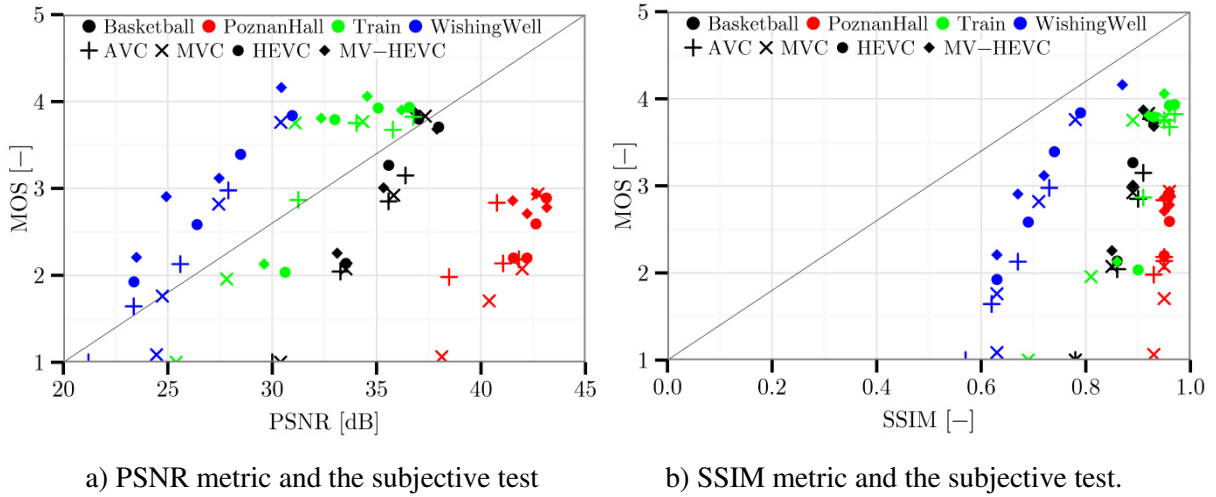 Basketball PoznanHall Train WishingWell
AVC MVC HEVC MV−HEVC
5
4
3
2
1
MOS [−]
20 25 30 35 40 45
PSNR [dB]
a) PSNR metric and the subjective test
Basketball PoznanHall Train WishingWell
AVC MVC HEVC MV−HEVC
5
4
3
2
1
MOS [−]
0.0 0.2 0.4 0.6 0.8 1.0
SSIM [−]
b) SSIM metric and the subjective test.